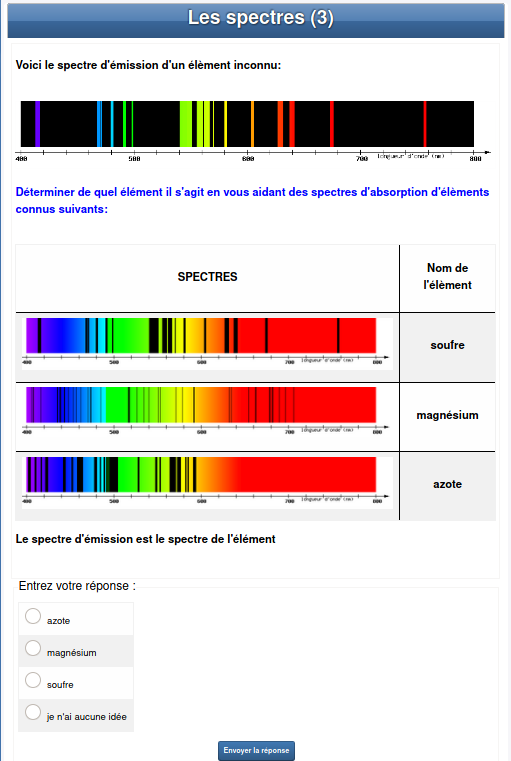 Les spectres (3)
Voici le spectre d'émission d'un élèment inconnu:
400 500 600 700 longueur d'onde (nm) 800
Déterminer de quel élément il s'agit en vous aidant des spectres d'absorption d'élèments
connus suivants:
SPECTRES
Nom de
l'élèment
400 500 600 700 longueur d'onde (nm) 800
soufre
400 500 600 700 longueur d'onde (nm) 800
magnésium
400 500 600 700 longueur d'onde (nm) 800
azote
Le spectre d'émission est le spectre de l'élément
Entrez votre réponse :
azote
magnésium
soufre
je n'ai aucune idée
Envoyer la réponse